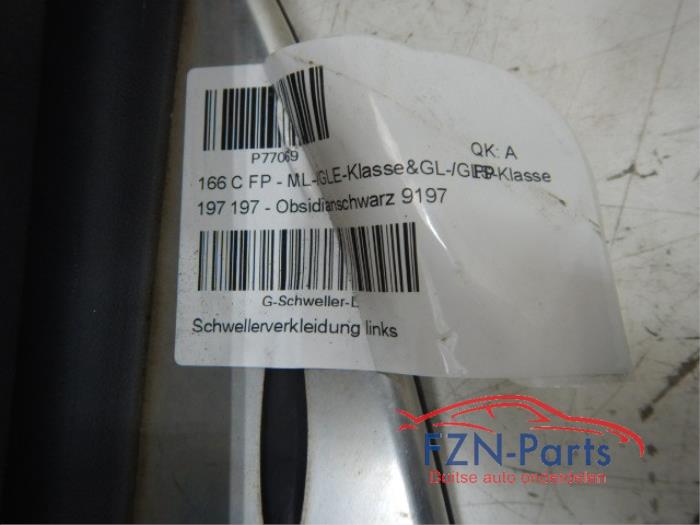 P77069
QK: A
166 C FP - ML-/GLE-Klasse&GL-/GLS-Klasse
197 197 - Obsidianschwarz 9197
G-Schweller-L
Schwellerverkleidung links
FZN-Parts
Duitse auto onderdelen